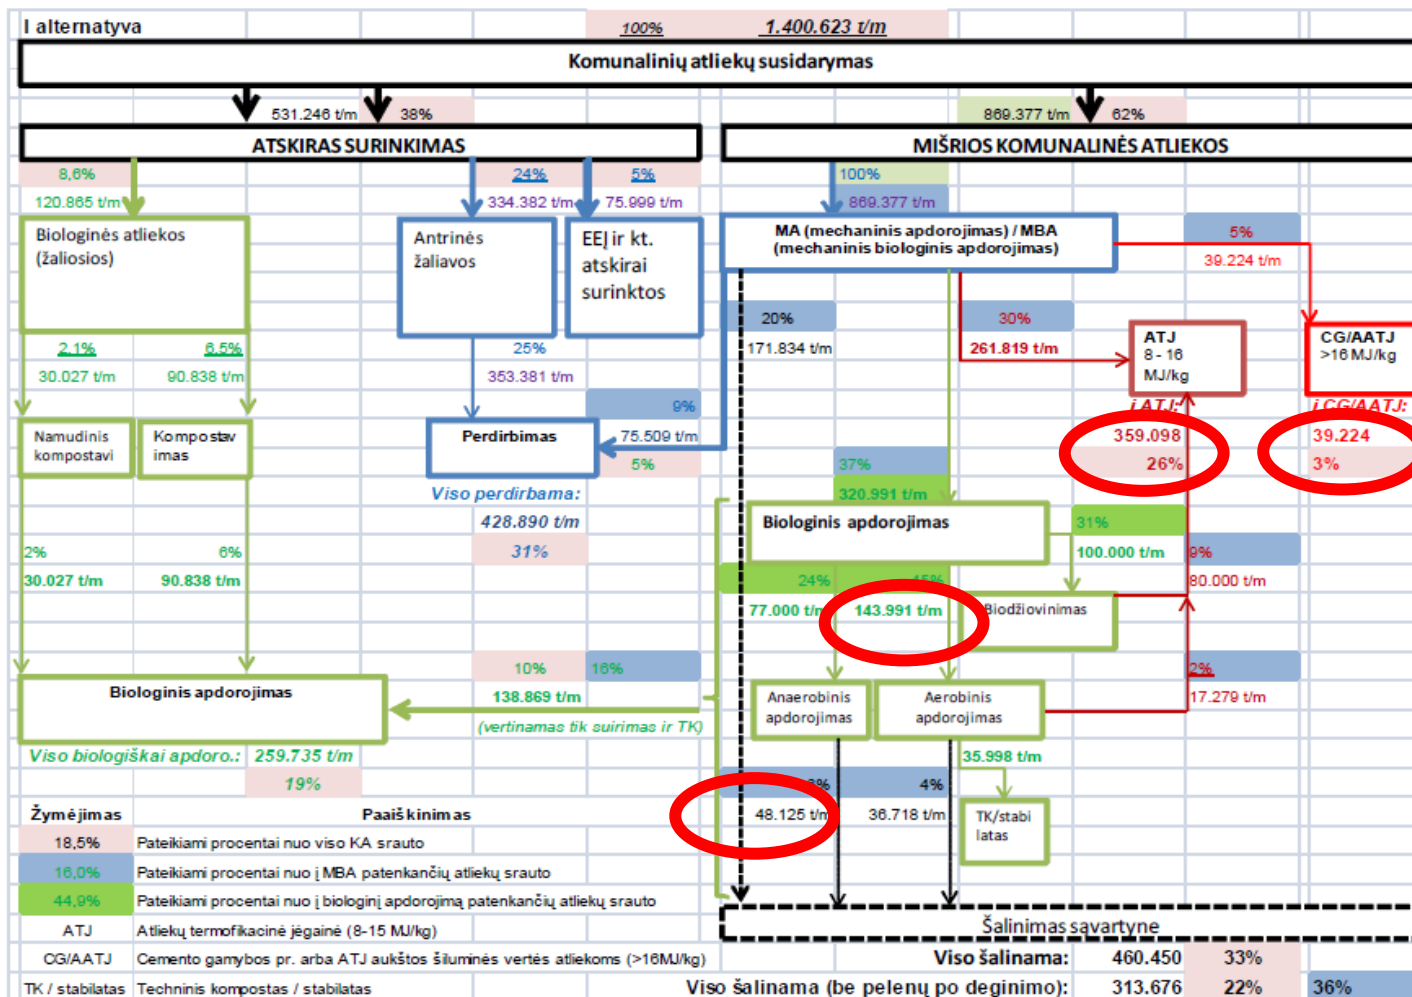 I alternatyva 100% 1.400.623 t/m
Komunalinių atliekų susidarymas
531.246 t/m 38% 869.377 t/m 62%
ATSKIRAS SURINKIMAS MIŠRIOS KOMUNALINĖS ATLIEKOS
8,6% 24% 5% 100%
120.865 t/m 334.382 t/m 75.999 t/m 869.377 t/m
Biologinės atliekos
(žaliosios)
Antrinės
žaliavos
EEĮ ir kt.
atskirai
surinktos
MA (mechaninis apdorojimas) / MBA
(mechaninis biologinis apdorojimas)
5%
39.224 t/m
20% 30%
171.834 t/m 261.819 t/m
ATJ
8 - 16
MJ/kg
CG/AATJ
>16 MJ/kg
2,1% 6,5% 25%
30.027 t/m 90.838 t/m 353.381 t/m
9%
į ATJ: į CG/AATJ:
Namudinis
kompostavi
Kompostav
imas
Perdirbimas
75.509 t/m
5%
359.098 39.224
26% 3%
37%
320.991 t/m
Viso perdirbama:
428.890 t/m
31%
Biologinis apdorojimas
31%
100.000 t/m
9%
80.000 t/m
2% 6%
30.027 t/m 90.838 t/m
24% 45%
77.000 t/m 143.991 t/m
Biodžiovinimas
10% 16%
138.869 t/m
(vertinamas tik suirimas ir TK)
2%
17.279 t/m
Biologinis apdorojimas
Anaerobinis
apdorojimas
Aerobinis
apdorojimas
Viso biologiškai apdoro.: 259.735 t/m
19%
35.998 t/m
4%
48.125 t/m 36.718 t/m
TK/stabi
latas
Žymėjimas Paaiškinimas
18,5% Pateikiami procentai nuo viso KA srauto
16,0% Pateikiami procentai nuo į MBA patenkančių atliekų srauto
44,9% Pateikiami procentai nuo į biologinį apdorojimą patenkančių atliekų srauto
ATJ Atliekų termofikacinė jėgainė (8-15 MJ/kg)
CG/AATJ Cemento gamybos pr. arba ATJ aukštos šiluminės vertės atliekoms (>16MJ/kg)
TK / stabilatas Techninis kompostas / stabilatas
Šalinimas sąvartyne
Viso šalinama: 460.450 33%
Viso šalinama (be pelenų po deginimo): 313.676 22% 36%